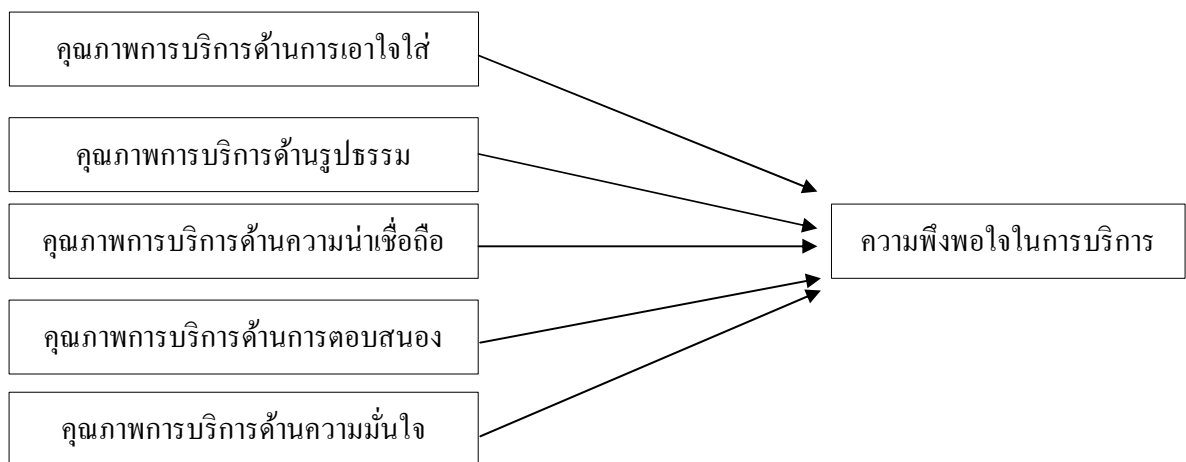 คุณภาพการบริการด้านการเอาใจใส่
คุณภาพการบริการด้านรูปธรรม
คุณภาพการบริการด้านความน่าเชื่อถือ
ความพึงพอใจในการบริการ
คุณภาพการบริการด้านการตอบสนอง
คุณภาพการบริการด้านความมั่นใจ